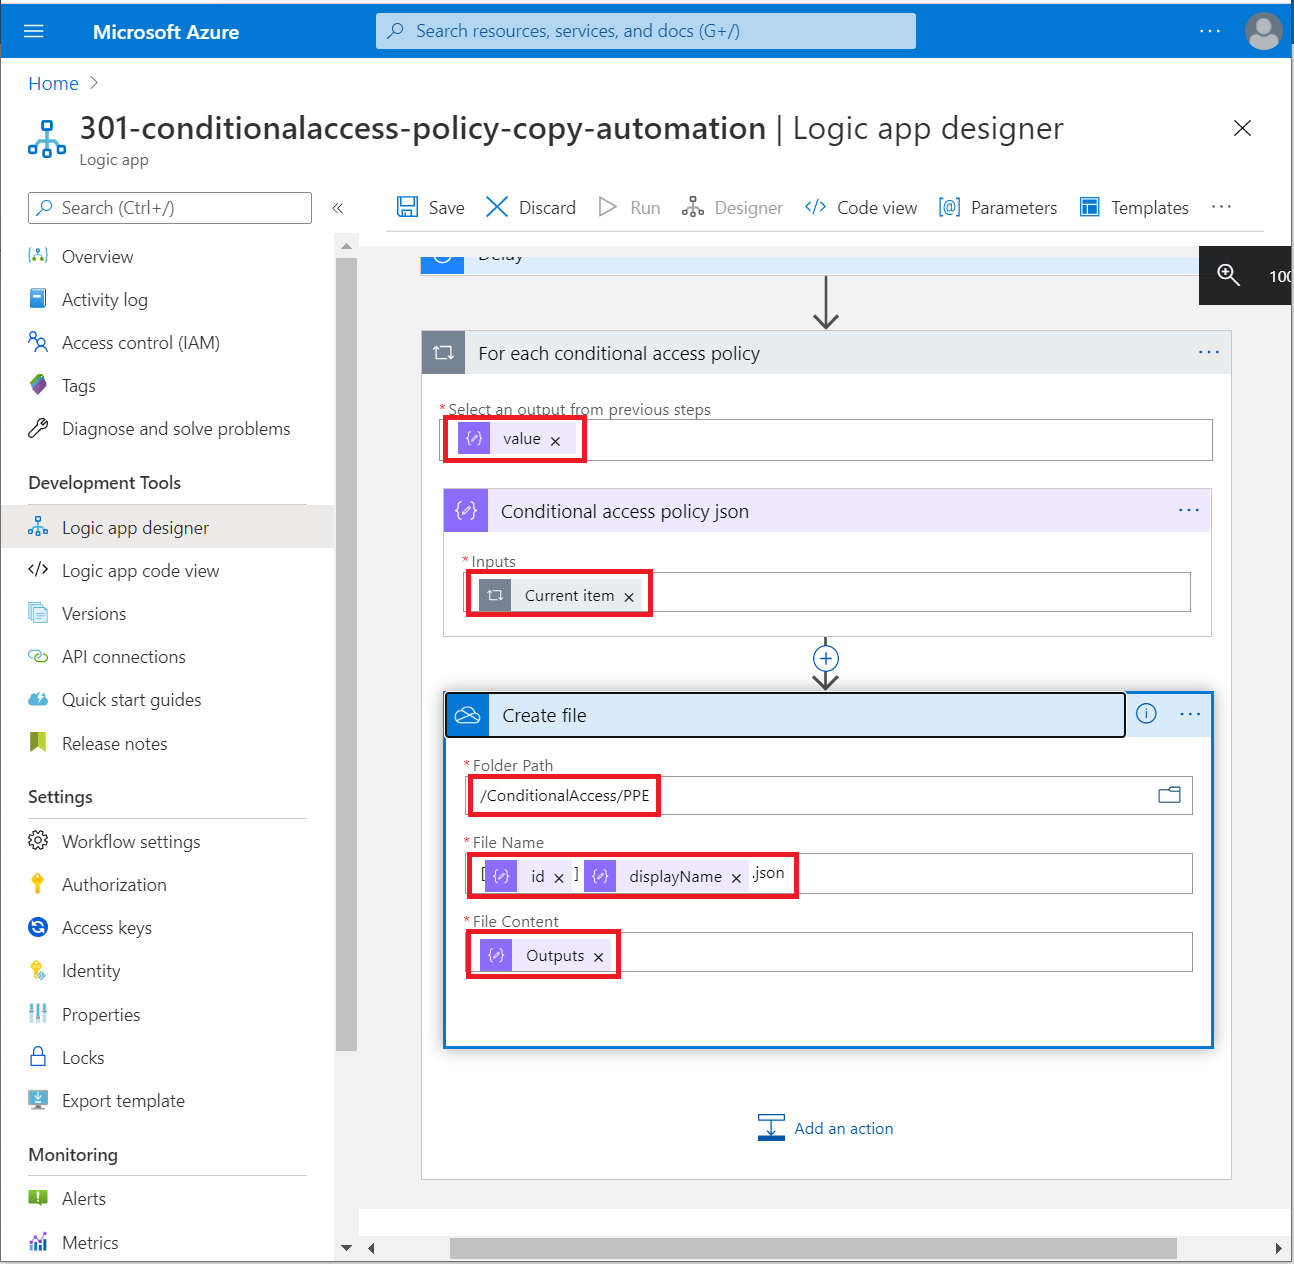 Microsoft Azure
Search resources, services, and docs (G+/)
...
Home >
301-conditionalaccess-policy-copy-automation | Logic app designer
Logic app
Search (Ctrl+/)
«
Save
Discard
Run
Designer
</> Code view
[@] Parameters
Templates
...
Overview
Activity log
Access control (IAM)
Tags
Diagnose and solve problems
Development Tools
Logic app designer
</> Logic app code view
Versions
API connections
Quick start guides
Release notes
Settings
Workflow settings
Authorization
Access keys
Identity
Properties
Locks
Export template
Monitoring
Alerts
Metrics
Delay
100
For each conditional access policy
...
* Select an output from previous steps
value ×
Conditional access policy json
...
* Inputs
Current item ×
Create file
...
* Folder Path
/ConditionalAccess/PPE
* File Name
[ id × ] displayName × .json
* File Content
Outputs ×
Add an action